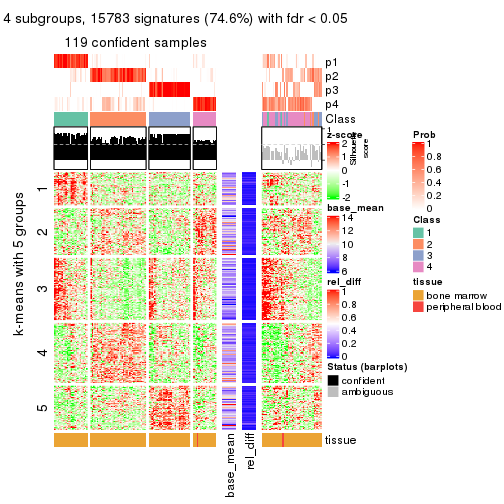 4 subgroups, 15783 signatures (74.6%) with fdr < 0.05
119 confident samples
p1
p2
p3
p4
Class
1
Silhouette
score
k-means with 5 groups
1
2
3
4
5
base_mean
rel_diff
tissue
z-score
2
1
0
-1
-2
base_mean
14
12
10
8
6
rel_diff
1
0.8
0.6
0.4
0.2
0
Status (barplots)
confident
ambiguous
Prob
1
0.8
0.6
0.4
0.2
0
Class
1
2
3
4
tissue
bone marrow
peripheral blood